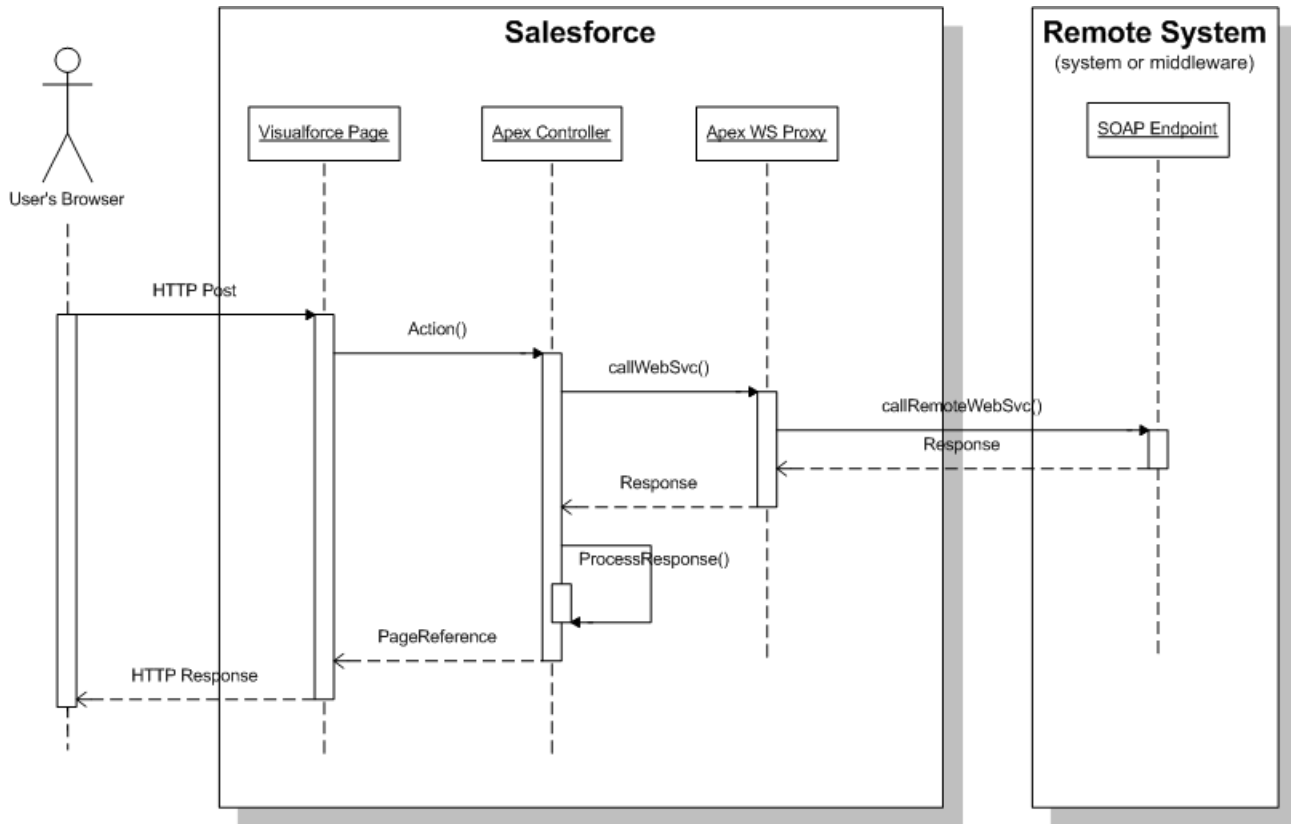 Salesforce
Remote System
(system or middleware)
Visualforce Page
Apex Controller
Apex WS Proxy
SOAP Endpoint
User's Browser
HTTP Post
Action()
callWebSvc()
callRemoteWebSvc()
Response
Response
ProcessResponse()
PageReference
HTTP Response